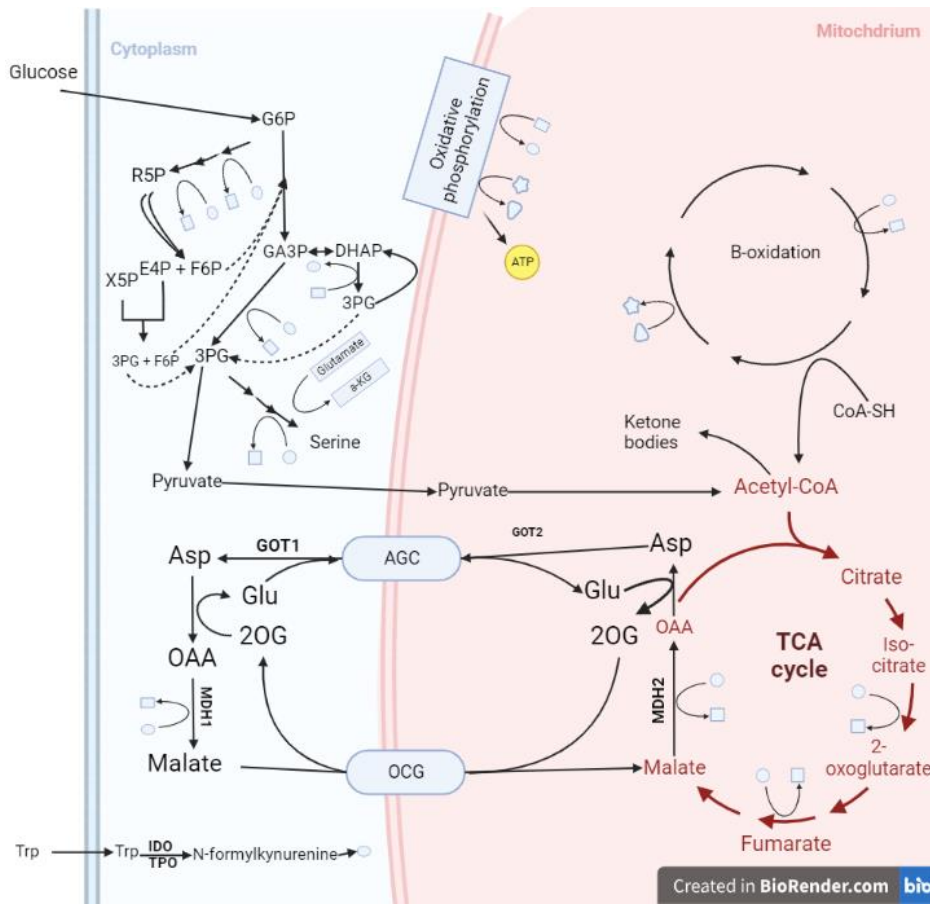 Cytoplasm
Mitochdrium
Glucose
G6P
Oxidative
phosphorylation
R5P
ATP
B-oxidation
GA3P
DHAP
E4P + F6P
X5P
3PG
3PG + F6P
3PG
Glutamate
a-KG
Serine
CoA-SH
Ketone
bodies
Pyruvate
Pyruvate
Acetyl-CoA
Asp
GOT1
AGC
GOT2
Asp
Glu
Glu
Citrate
2OG
2OG
OAA
OAA
TCA
cycle
Iso-
citrate
MDH1
MDH2
Malate
OCG
Malate
2-
oxoglutarate
Fumarate
Trp
Trp
IDO
TPO
N-formylkynurenine
Created in BioRender.com
bio